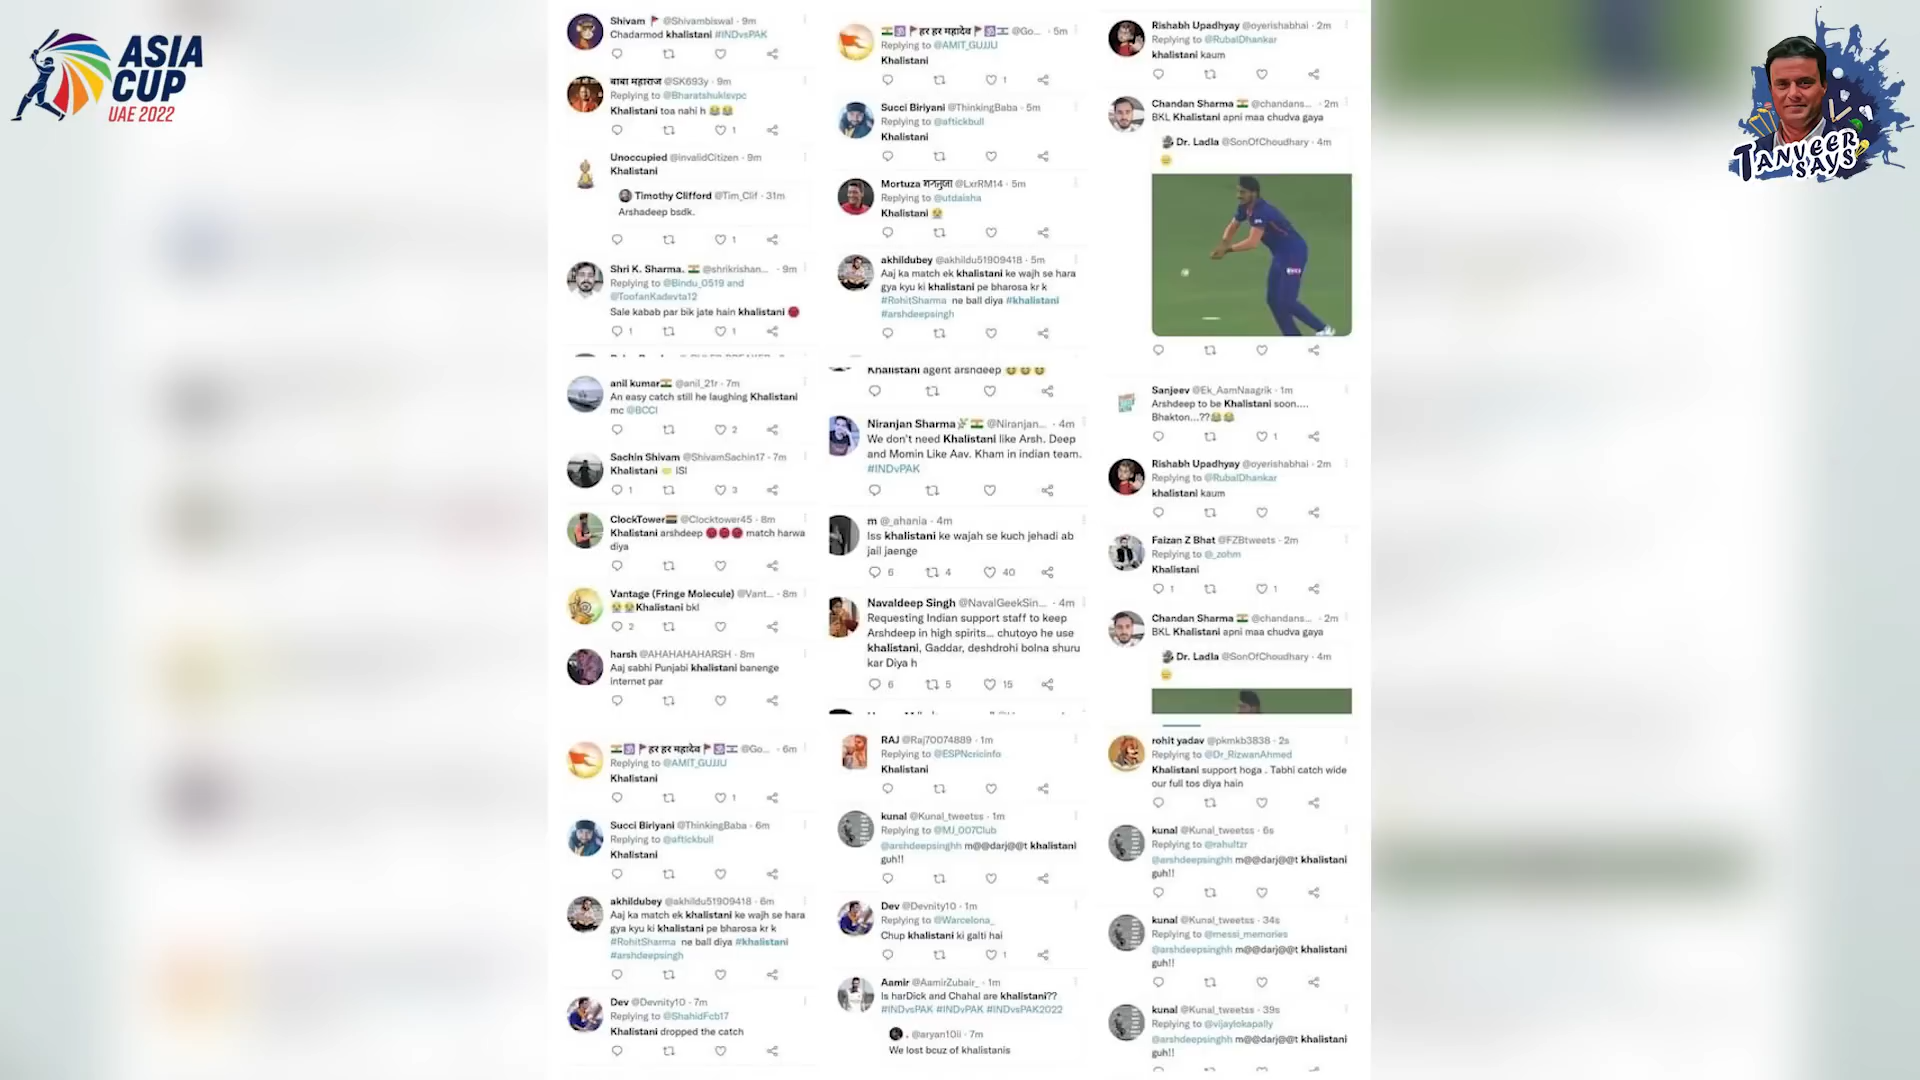 ASIA
CUP
UAE 2022
Shivam @Shivambiswal · 9m
Chadarmod khalistani #INDvsPAK
बाबा महाराज @SK693y · 9m
Replying to @Bharatshuklsvpc
Khalistani toa nahi h 😂😂
1
Unoccupied @invalidCitizen · 9m
Khalistani
Timothy Clifford @Tim_Clif · 31m
Arshadeep bsdk.
1
Shri K. Sharma. @shrikrishan... · 9m
Replying to @Bindu_0519 and
@ToofanKadevta12
Sale kabab par bik jate hain khalistani
1 1
anil kumar @anil_21r · 7m
An easy catch still he laughing Khalistani
mc @BCCI
2
Sachin Shivam @ShivamSachin17 · 7m
Khalistani ISI
1 3
ClockTower @Clocktower45 · 8m
Khalistani arshdeep match harwa
diya
Vantage (Fringe Molecule) @Vant... · 8m
Khalistani bkl
2
harsh @AHAHAHAHARSH · 8m
Aaj sabhi Punjabi khalistani banenge
internet par
हर हर महादेव @Go... · 6m
Replying to @AMIT_GUJJU
Khalistani
1
Succi Biriyani @ThinkingBaba · 6m
Replying to @aftickbull
Khalistani
akhildubey @akhildu51909418 · 6m
Aaj ka match ek khalistani ke wajh se hara
gya kyu ki khalistani pe bharosa kr k
#RohitSharma ne ball diya #khalistani
#arshdeepsingh
Dev @Devnity10 · 7m
Replying to @ShahidFcb17
Khalistani dropped the catch
हर हर महादेव @Go... · 5m
Replying to @AMIT_GUJJU
Khalistani
1
Succi Biriyani @ThinkingBaba · 5m
Replying to @aftickbull
Khalistani
Mortuza @LxrRM14 · 5m
Replying to @utdaisha
Khalistani 😭
akhildubey @akhildu51909418 · 5m
Aaj ka match ek khalistani ke wajh se hara
gya kyu ki khalistani pe bharosa kr k
#RohitSharma ne ball diya #khalistani
#arshdeepsingh
Khalistani agent arshdeep 😂😂😂
Niranjan Sharma @Niranjan... · 4m
We don't need Khalistani like Arsh. Deep
and Momin Like Aav. Kham in indian team.
#INDvPAK
m @_ahania · 4m
Iss khalistani ke wajah se kuch jehadi ab
jail jaenge
6 4 40
Navaldeep Singh @NavalGeekSin... · 4m
Requesting Indian support staff to keep
Arshdeep in high spirits... chutoyo he use
khalistani, Gaddar, deshdrohi bolna shuru
kar Diya h
6 5 15
RAJ @Raj70074889 · 1m
Replying to @ESPNcricinfo
Khalistani
kunal @Kunal_tweetss · 1m
Replying to @MJ_007Club
@arshdeepsinghh m@@darj@@t khalistani
guh!!
Dev @Devnity10 · 1m
Replying to @Warcelona_
Chup khalistani ki galti hai
1
Aamir @AamirZubair_ · 1m
Is harDick and Chahal are khalistani??
#INDvsPAK #INDvPAK #INDvsPAK2022
. @aryan10ii · 7m
We lost bcuz of khalistanis
Rishabh Upadhyay @oyerishabhai · 2m
Replying to @RubalDhankar
khalistani kaum
Chandan Sharma @chandans... · 2m
BKL Khalistani apni maa chudva gaya
Dr. Ladla @SonOfChoudhary · 4m
Sanjeev @Ek_AamNaagrik · 1m
Arshdeep to be Khalistani soon....
Bhakton...??😂😂
1
Rishabh Upadhyay @oyerishabhai · 2m
Replying to @RubalDhankar
khalistani kaum
Faizan Z Bhat @FZBtweets · 2m
Replying to @_zohm
Khalistani
1 1
Chandan Sharma @chandans... · 2m
BKL Khalistani apni maa chudva gaya
Dr. Ladla @SonOfChoudhary · 4m
rohit yadav @pkmkb3838 · 2s
Replying to @Dr_RizwanAhmed
Khalistani support hoga . Tabhi catch wide
our full tos diya hain
kunal @Kunal_tweetss · 6s
Replying to @rahultzr
@arshdeepsinghh m@@darj@@t khalistani
guh!!
kunal @Kunal_tweetss · 34s
Replying to @messi_memories
@arshdeepsinghh m@@darj@@t khalistani
guh!!
kunal @Kunal_tweetss · 39s
Replying to @vijaylokapally
@arshdeepsinghh m@@darj@@t khalistani
guh!!
TANVEER
SAYS